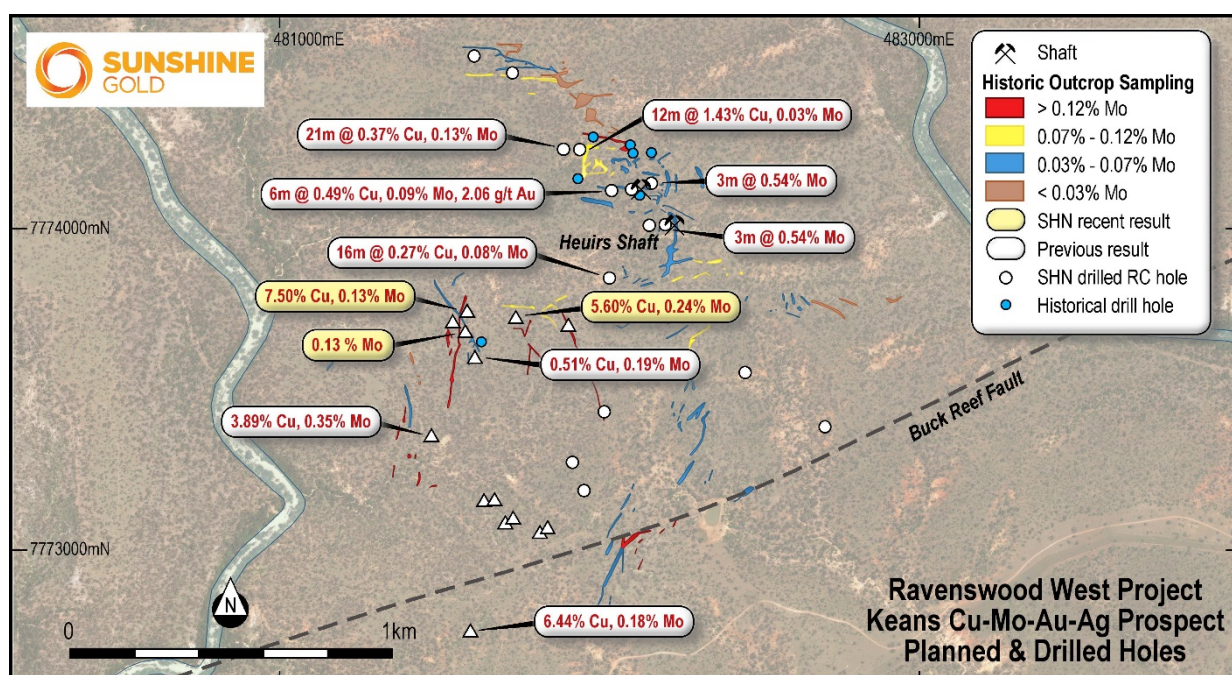 481000mE
483000mE
SUNSHINE
GOLD
Shaft
Historic Outcrop Sampling
> 0.12% Mo
0.07% - 0.12% Mo
0.03% - 0.07% Mo
< 0.03% Mo
SHN recent result
Previous result
SHN drilled RC hole
Historical drill hole
12m @ 1.43% Cu, 0.03% Mo
21m @ 0.37% Cu, 0.13% Mo
6m @ 0.49% Cu, 0.09% Mo, 2.06 g/t Au
3m @ 0.54% Mo
7774000mN
Heuirs Shaft
3m @ 0.54% Mo
16m @ 0.27% Cu, 0.08% Mo
7.50% Cu, 0.13% Mo
5.60% Cu, 0.24% Mo
0.13 % Mo
0.51% Cu, 0.19% Mo
3.89% Cu, 0.35% Mo
Buck Reef Fault
7773000mN
N
0
1km
6.44% Cu, 0.18% Mo
Ravenswood West Project
Keans Cu-Mo-Au-Ag Prospect
Planned & Drilled Holes